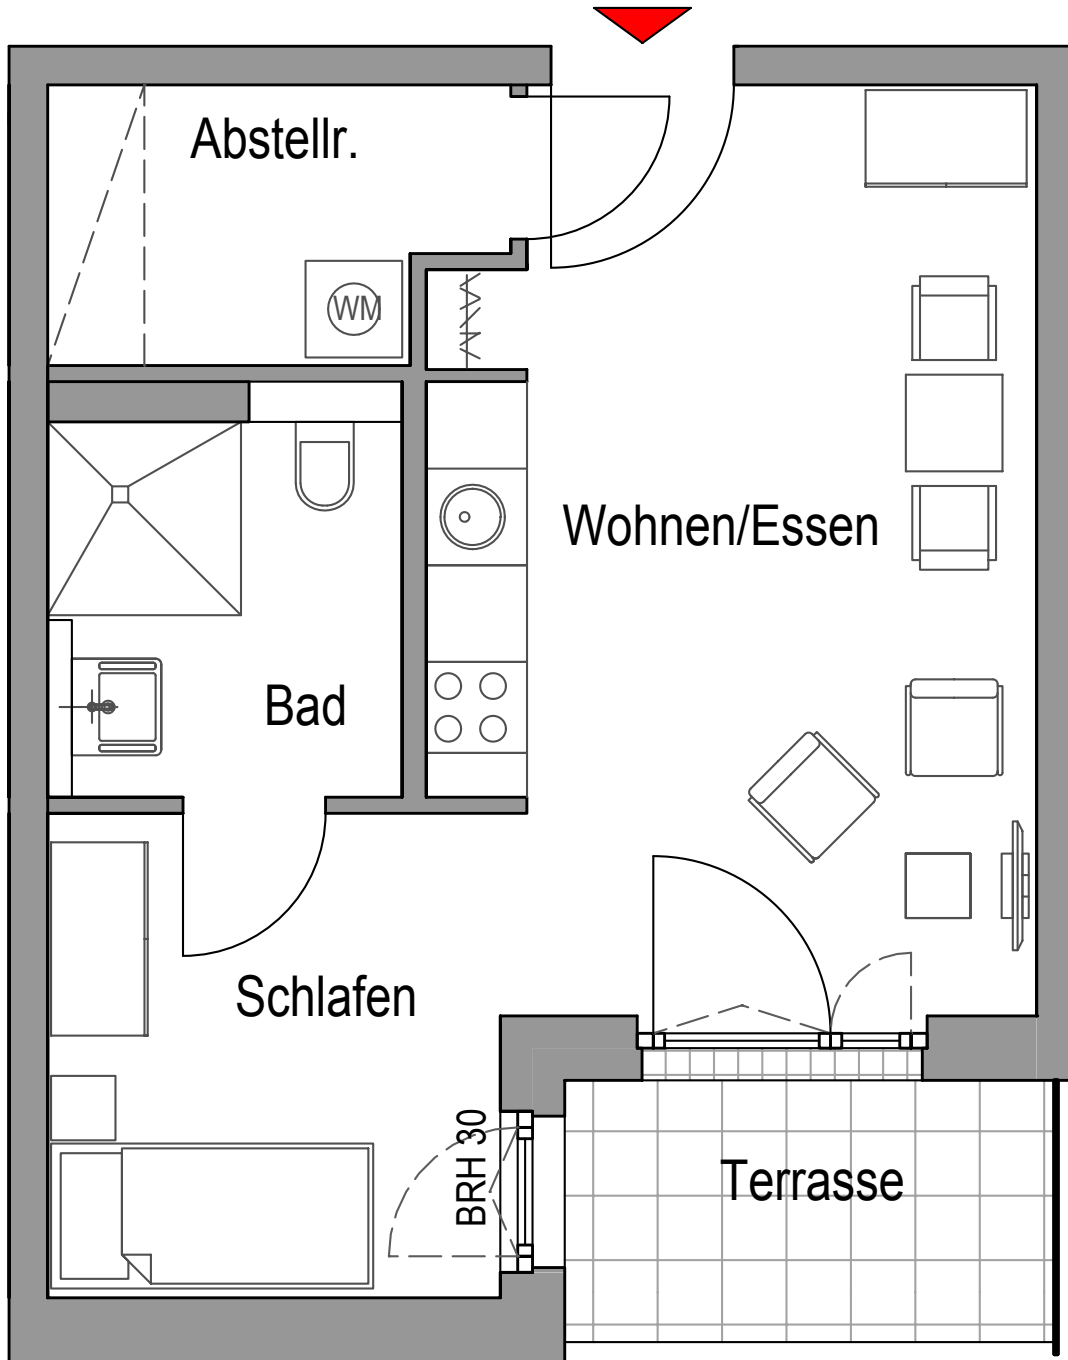 Abstellr.
WM
Wohnen/Essen
Bad
Schlafen
BRH 30
Terrasse